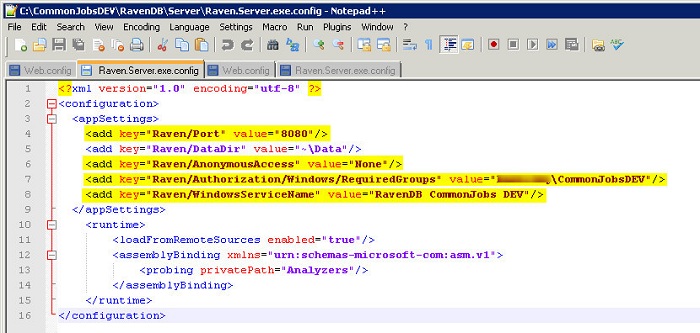 C:\CommonJobsDEV\RavenDB\Server\Raven.Server.exe.config - Notepad++
File Edit Search View Encoding Language Settings Macro Run Plugins Window ?
Web.config Raven.Server.exe.config Web.config Raven.Server.exe.config
1 <?xml version="1.0" encoding="utf-8" ?>
2 <configuration>
3 <appSettings>
4 <add key="Raven/Port" value="8080"/>
5 <add key="Raven/DataDir" value="~\Data"/>
6 <add key="Raven/AnonymousAccess" value="None"/>
7 <add key="Raven/Authorization/Windows/RequiredGroups" value=" \CommonJobsDEV"/>
8 <add key="Raven/WindowsServiceName" value="RavenDB CommonJobs DEV"/>
9 </appSettings>
10 <runtime>
11 <loadFromRemoteSources enabled="true"/>
12 <assemblyBinding xmlns="urn:schemas-microsoft-com:asm.v1">
13 <probing privatePath="Analyzers"/>
14 </assemblyBinding>
15 </runtime>
16 </configuration>